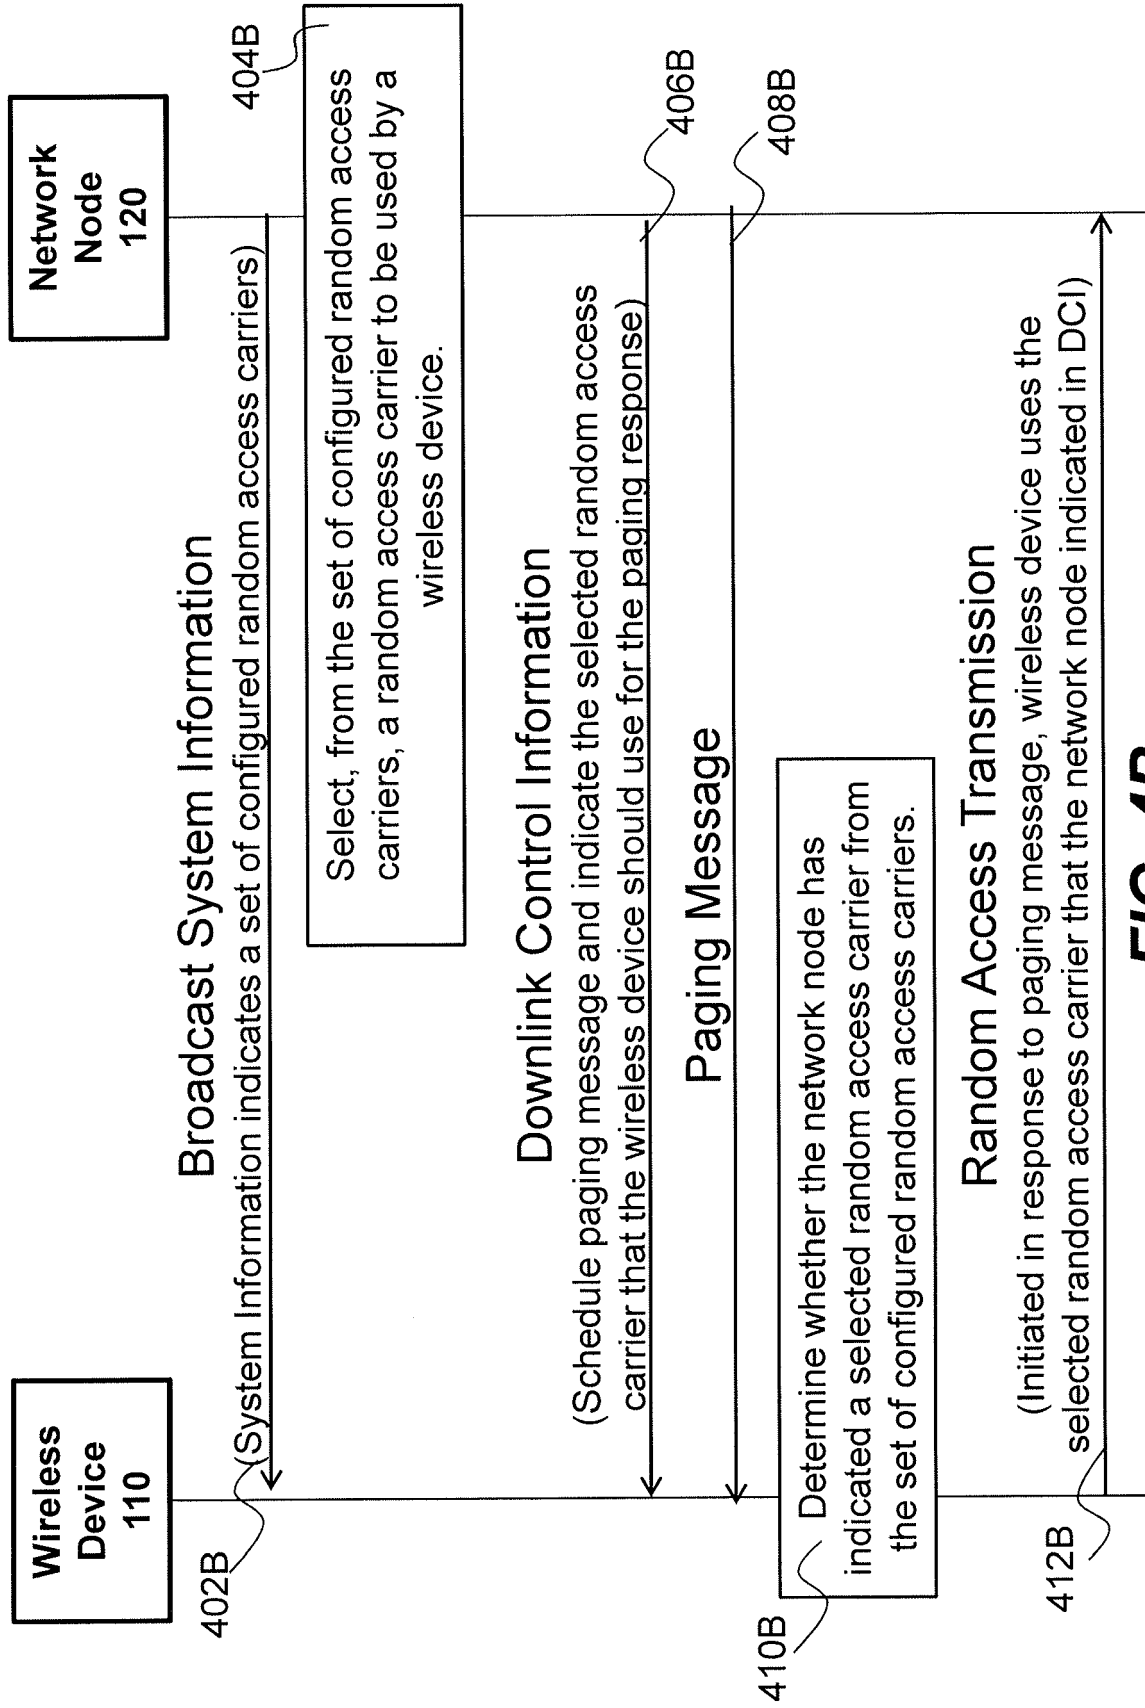 Wireless
Device
110
Network
Node
120
Broadcast System Information
(System Information indicates a set of configured random access carriers)
402B
404B
Select, from the set of configured random access
carriers, a random access carrier to be used by a
wireless device.
Downlink Control Information
(Schedule paging message and indicate the selected random access
carrier that the wireless device should use for the paging response)
406B
Paging Message
408B
Determine whether the network node has
indicated a selected random access carrier from
the set of configured random access carriers.
410B
Random Access Transmission
(Initiated in response to paging message, wireless device uses the
selected random access carrier that the network node indicated in DCI)
412B